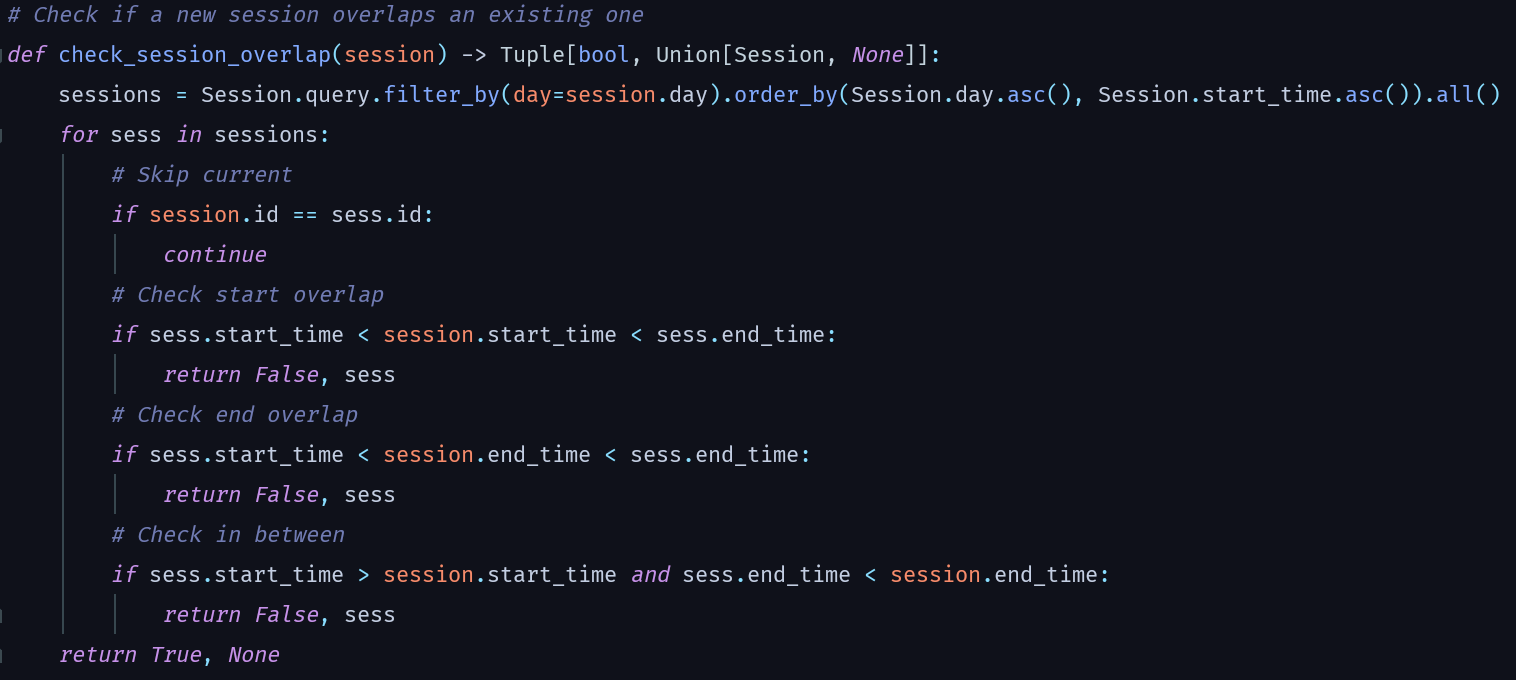 # Check if a new session overlaps an existing one
def check_session_overlap(session) -> Tuple[bool, Union[Session, None]]:
    sessions = Session.query.filter_by(day=session.day).order_by(Session.day.asc(), Session.start_time.asc()).all()
    for sess in sessions:
        # Skip current
        if session.id == sess.id:
            continue
        # Check start overlap
        if sess.start_time < session.start_time < sess.end_time:
            return False, sess
        # Check end overlap
        if sess.start_time < session.end_time < sess.end_time:
            return False, sess
        # Check in between
        if sess.start_time > session.start_time and sess.end_time < session.end_time:
            return False, sess
    return True, None